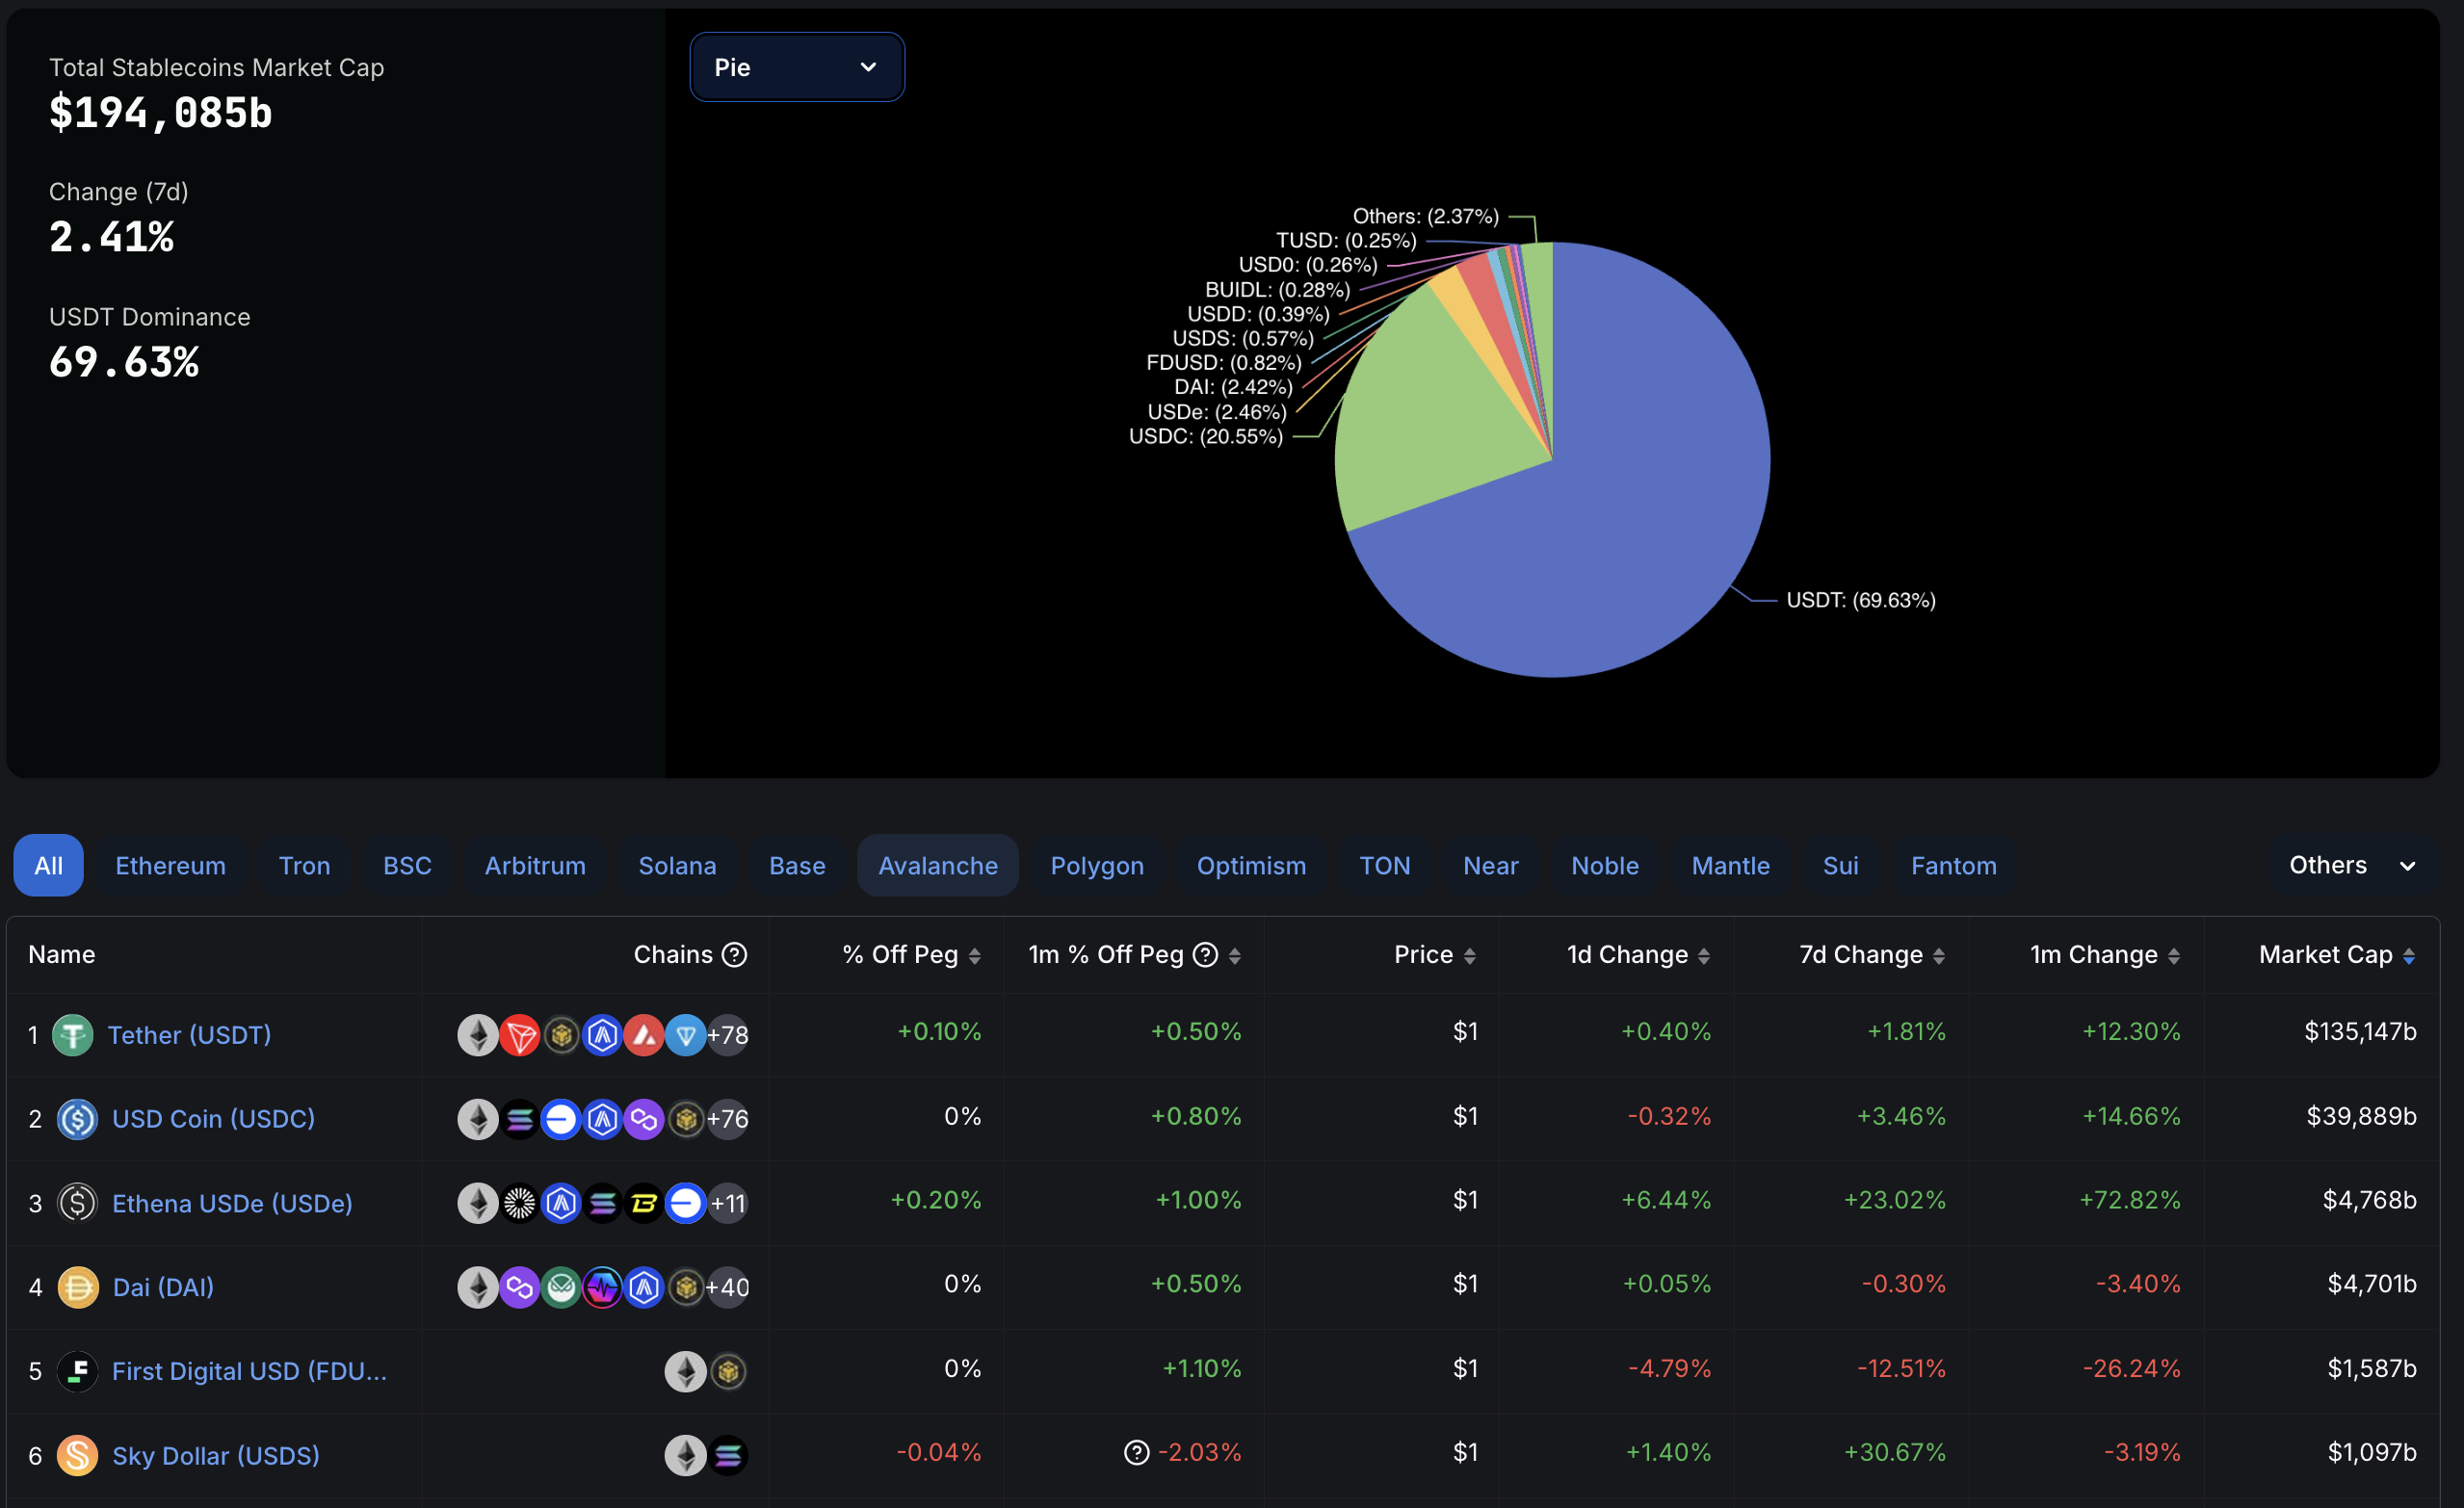 Total Stablecoins Market Cap
$194,085b
Change (7d)
2.41%
USDT Dominance
69.63%
Pie
Others: (2.37%)
TUSD: (0.25%)
USD0: (0.26%)
BUIDL: (0.28%)
USDD: (0.39%)
USDS: (0.57%)
FDUSD: (0.82%)
DAI: (2.42%)
USDe: (2.46%)
USDC: (20.55%)
USDT: (69.63%)
All Ethereum Tron BSC Arbitrum Solana Base Avalanche Polygon Optimism TON Near Noble Mantle Sui Fantom Others
Name Chains ? % Off Peg 1m % Off Peg ? Price 1d Change 7d Change 1m Change Market Cap
1 Tether (USDT) +78 +0.10% +0.50% $1 +0.40% +1.81% +12.30% $135,147b
2 USD Coin (USDC) +76 0% +0.80% $1 -0.32% +3.46% +14.66% $39,889b
3 Ethena USDe (USDe) +11 +0.20% +1.00% $1 +6.44% +23.02% +72.82% $4,768b
4 Dai (DAI) +40 0% +0.50% $1 +0.05% -0.30% -3.40% $4,701b
5 First Digital USD (FDU... 0% +1.10% $1 -4.79% -12.51% -26.24% $1,587b
6 Sky Dollar (USDS) -0.04% ? -2.03% $1 +1.40% +30.67% -3.19% $1,097b